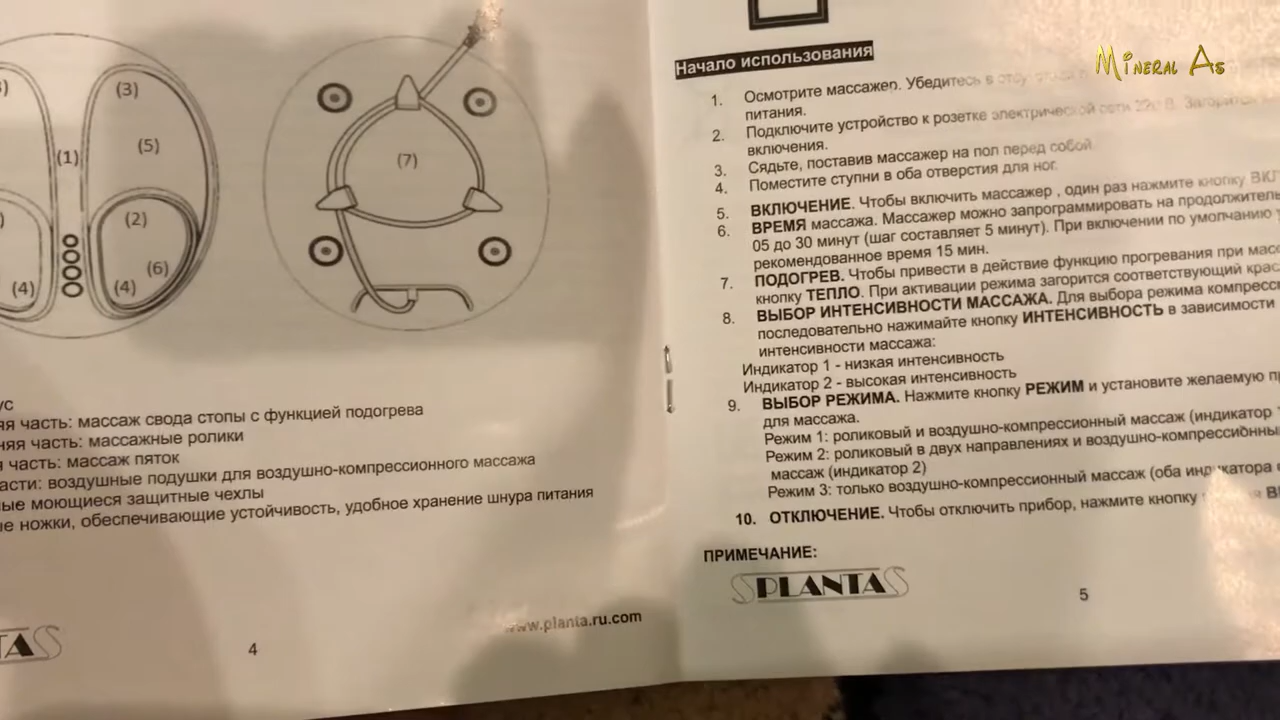 (3)
(5)
(1)
(2)
(6)
(4)
(4)
(7)
массаж свода стопы с функцией подогрева
часть: массажные ролики
часть: массаж пяток
воздушные подушки для воздушно-компрессионного массажа
моющиеся защитные чехлы
ножки, обеспечивающие устойчивость, удобное хранение шнура питания
www.planta.ru.com
4
Mineral As
Начало использования
1. Осмотрите массажер. Убедитесь в
питания.
2. Подключите устройство к розетке электрической сети 220 В. Загорится
включения.
3. Сядьте, поставив массажер на пол перед собой.
4. Поместите ступни в оба отверстия для ног.
5. ВКЛЮЧЕНИЕ. Чтобы включить массажер , один раз нажмите кнопку
6. ВРЕМЯ массажа. Массажер можно запрограммировать на
05 до 30 минут (шаг составляет 5 минут). При включении по умолчанию
рекомендованное время 15 мин.
7. ПОДОГРЕВ. Чтобы привести в действие функцию прогревания при
кнопку ТЕПЛО. При активации режима загорится соответствующий
8. ВЫБОР ИНТЕНСИВНОСТИ МАССАЖА. Для выбора режима
последовательно нажимайте кнопку ИНТЕНСИВНОСТЬ в зависимости
интенсивности массажа:
Индикатор 1 - низкая интенсивность
Индикатор 2 - высокая интенсивность
9. ВЫБОР РЕЖИМА. Нажмите кнопку РЕЖИМ и установите желаемую
для массажа.
Режим 1: роликовый и воздушно-компрессионный массаж (индикатор
Режим 2: роликовый в двух направлениях и воздушно-компрессионный
массаж (индикатор 2)
Режим 3: только воздушно-компрессионный массаж (оба индикатора
10. ОТКЛЮЧЕНИЕ. Чтобы отключить прибор, нажмите кнопку
ПРИМЕЧАНИЕ:
PLANTA
5